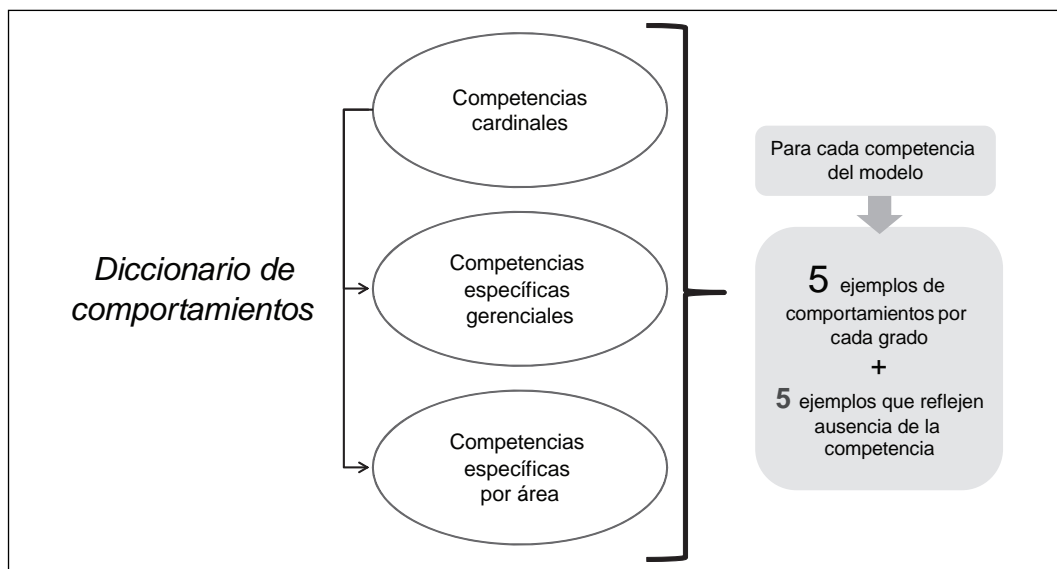 Diccionario de
comportamientos
Competencias
cardinales
Competencias
específicas
gerenciales
Competencias
específicas
por área
Para cada competencia
del modelo
5 ejemplos de
comportamientos por
cada grado
+
5 ejemplos que reflejen
ausencia de la
competencia